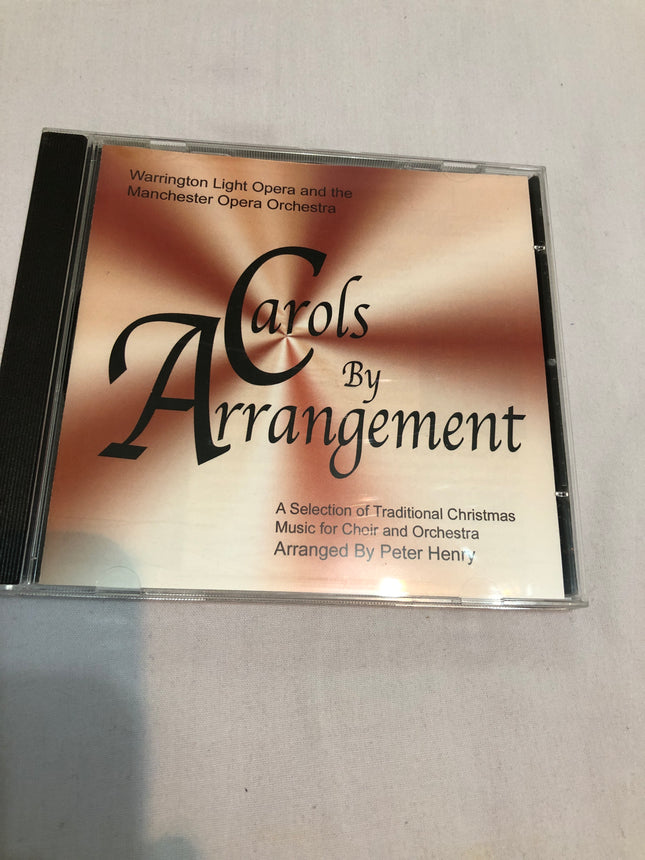 Warrington Light Opera and the
Manchester Opera Orchestra
Carols
By
Arrangement
A Selection of Traditional Christmas
Music for Choir and Orchestra
Arranged By Peter Henry